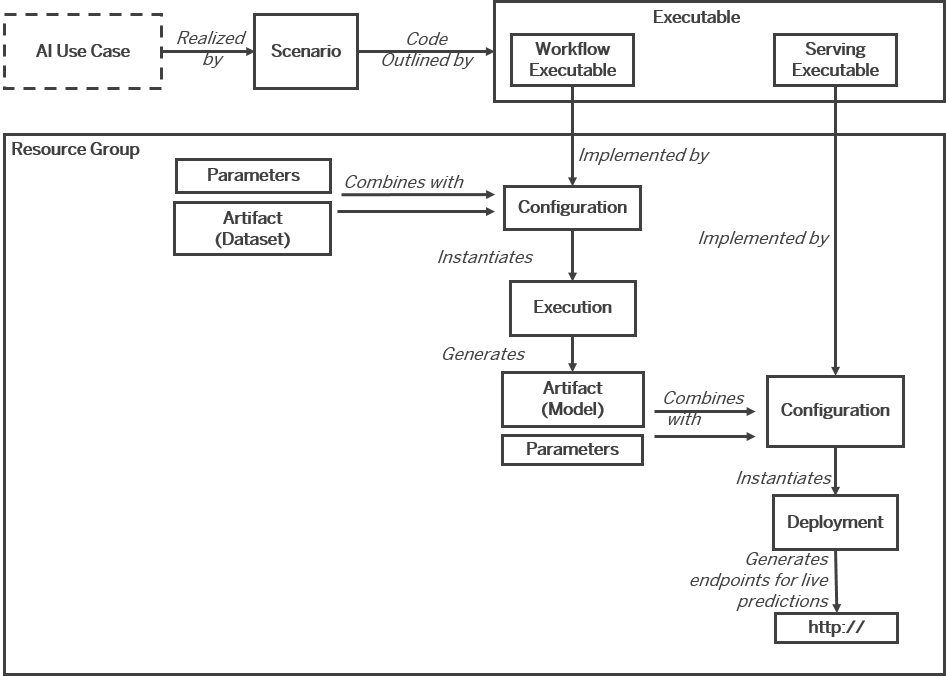 Executable
AI Use Case
Realized
by
Scenario
Code
Outlined by
Workflow
Executable
Serving
Executable
Resource Group
Implemented by
Parameters
Combines with
Artifact
(Dataset)
Configuration
Implemented by
Instantiates
Execution
Generates
Artifact
(Model)
Combines
with
Configuration
Parameters
Instantiates
Deployment
Generates
endpoints for live
predictions
http://